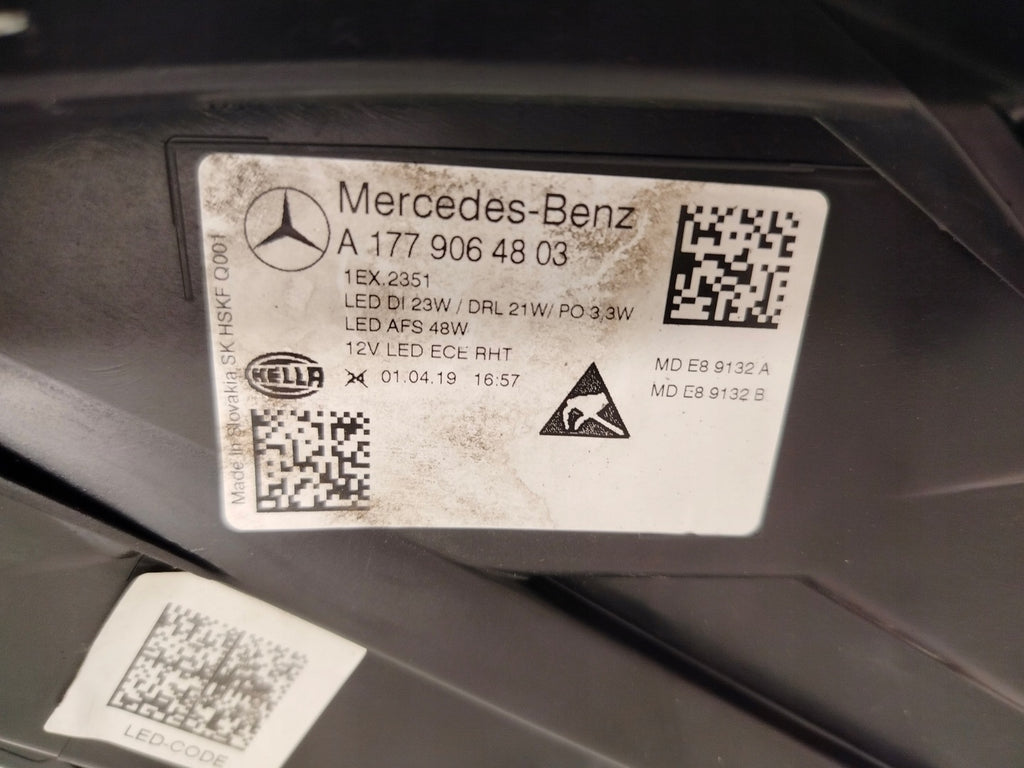 Mercedes-Benz
A 177 906 48 03
1EX.2351
LED DI 23W / DRL 21W/ PO 3,3W
LED AFS 48W
12V LED ECE RHT
HELLA
24 01.04.19 16:57
MD E8 9132 A
MD E8 9132 B
Made in Slovakia SK HSKF Q001
LED-CODE